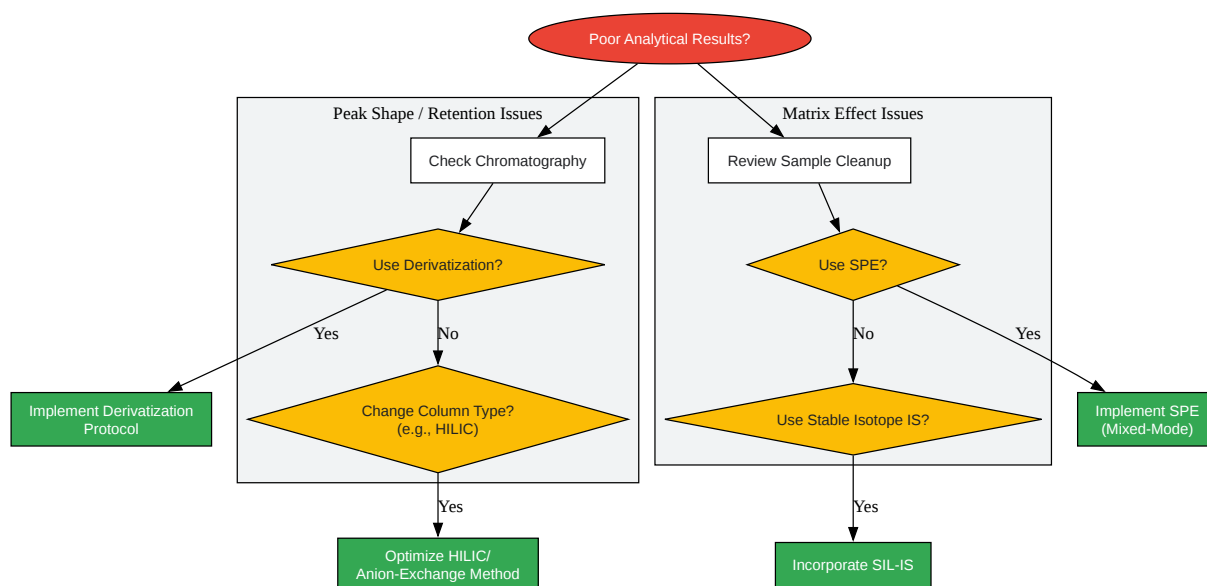 Poor Analytical Results?
Peak Shape / Retention Issues
Matrix Effect Issues
Check Chromatography
Review Sample Cleanup
Use Derivatization?
Use SPE?
Yes
No
No
Yes
Implement Derivatization
Protocol
Change Column Type?
(e.g., HILIC)
Use Stable Isotope IS?
Implement SPE
(Mixed-Mode)
Yes
Yes
Optimize HILIC/
Anion-Exchange Method
Incorporate SIL-IS